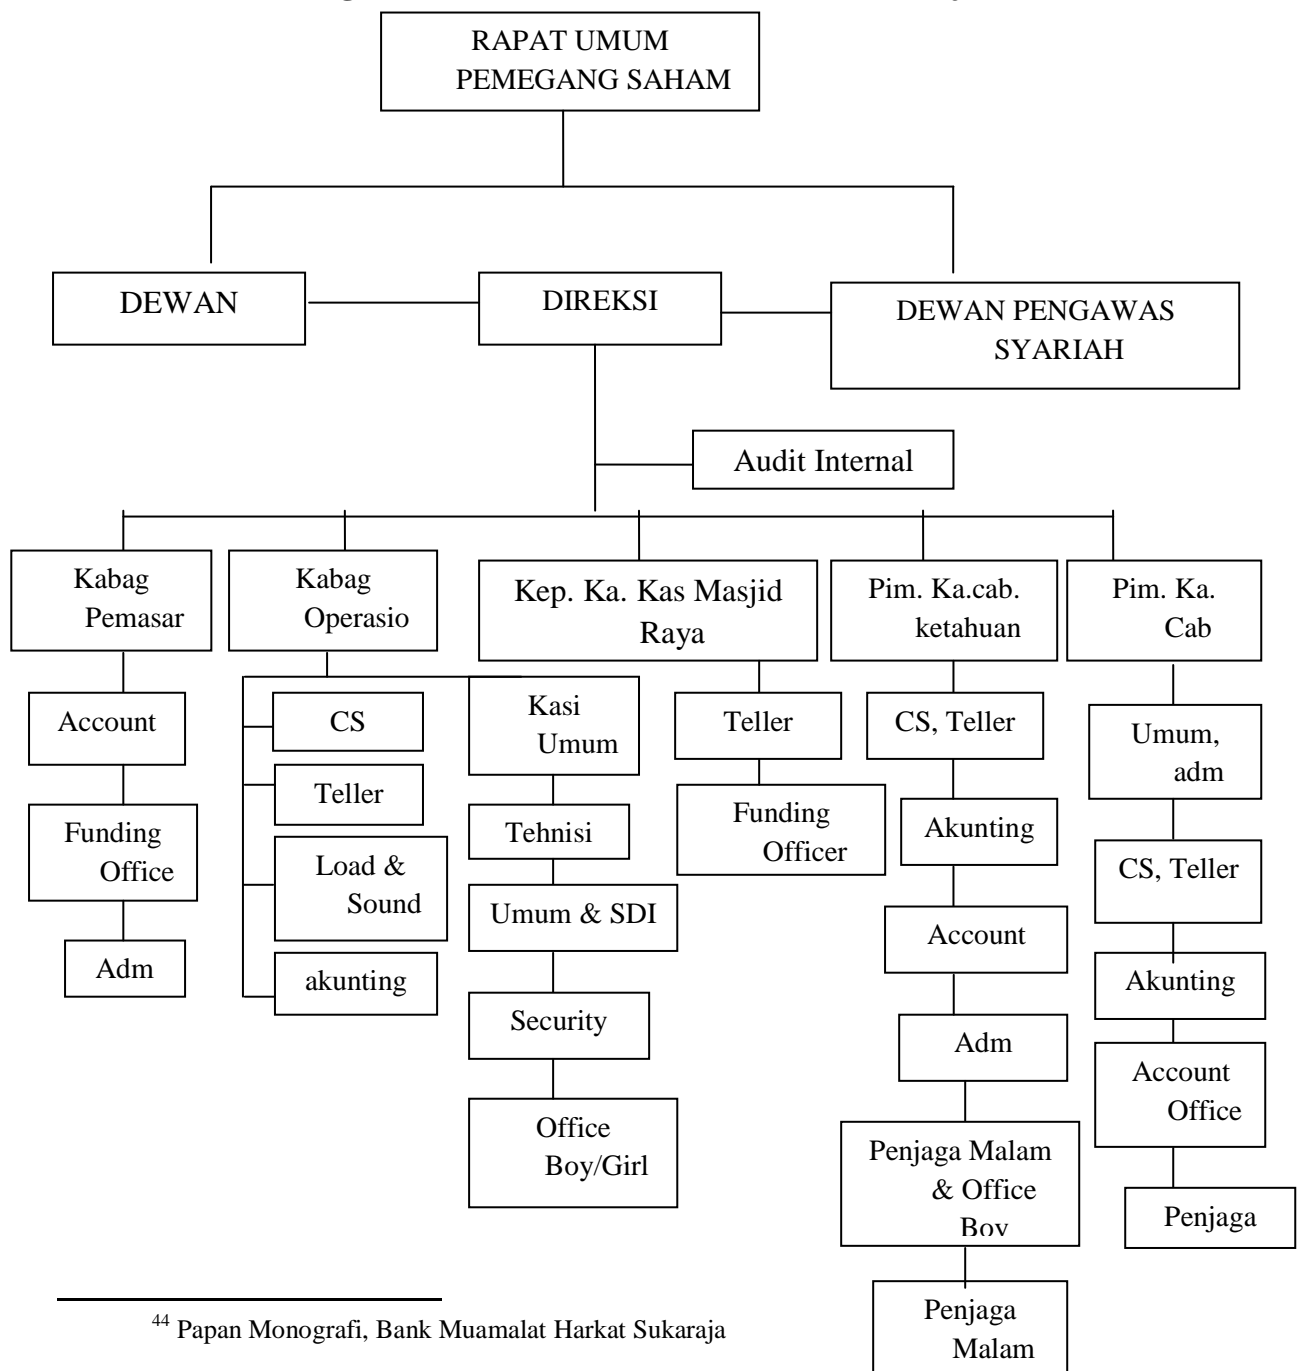 RAPAT UMUM
PEMEGANG SAHAM
DEWAN
DIREKSI
DEWAN PENGAWAS
SYARIAH
Audit Internal
Kabag
Pemasar
Kabag
Operasio
Kep. Ka. Kas Masjid
Raya
Pim. Ka.cab.
ketahuan
Pim. Ka.
Cab
Account
Funding
Office
Adm
CS
Teller
Load &
Sound
akunting
Kasi
Umum
Tehnisi
Umum & SDI
Security
Office
Boy/Girl
Teller
Funding
Officer
CS, Teller
Akunting
Account
Adm
Penjaga Malam
& Office
Boy
Penjaga
Malam
Umum,
adm
CS, Teller
Akunting
Account
Office
Penjaga
44 Papan Monografi, Bank Muamalat Harkat Sukaraja